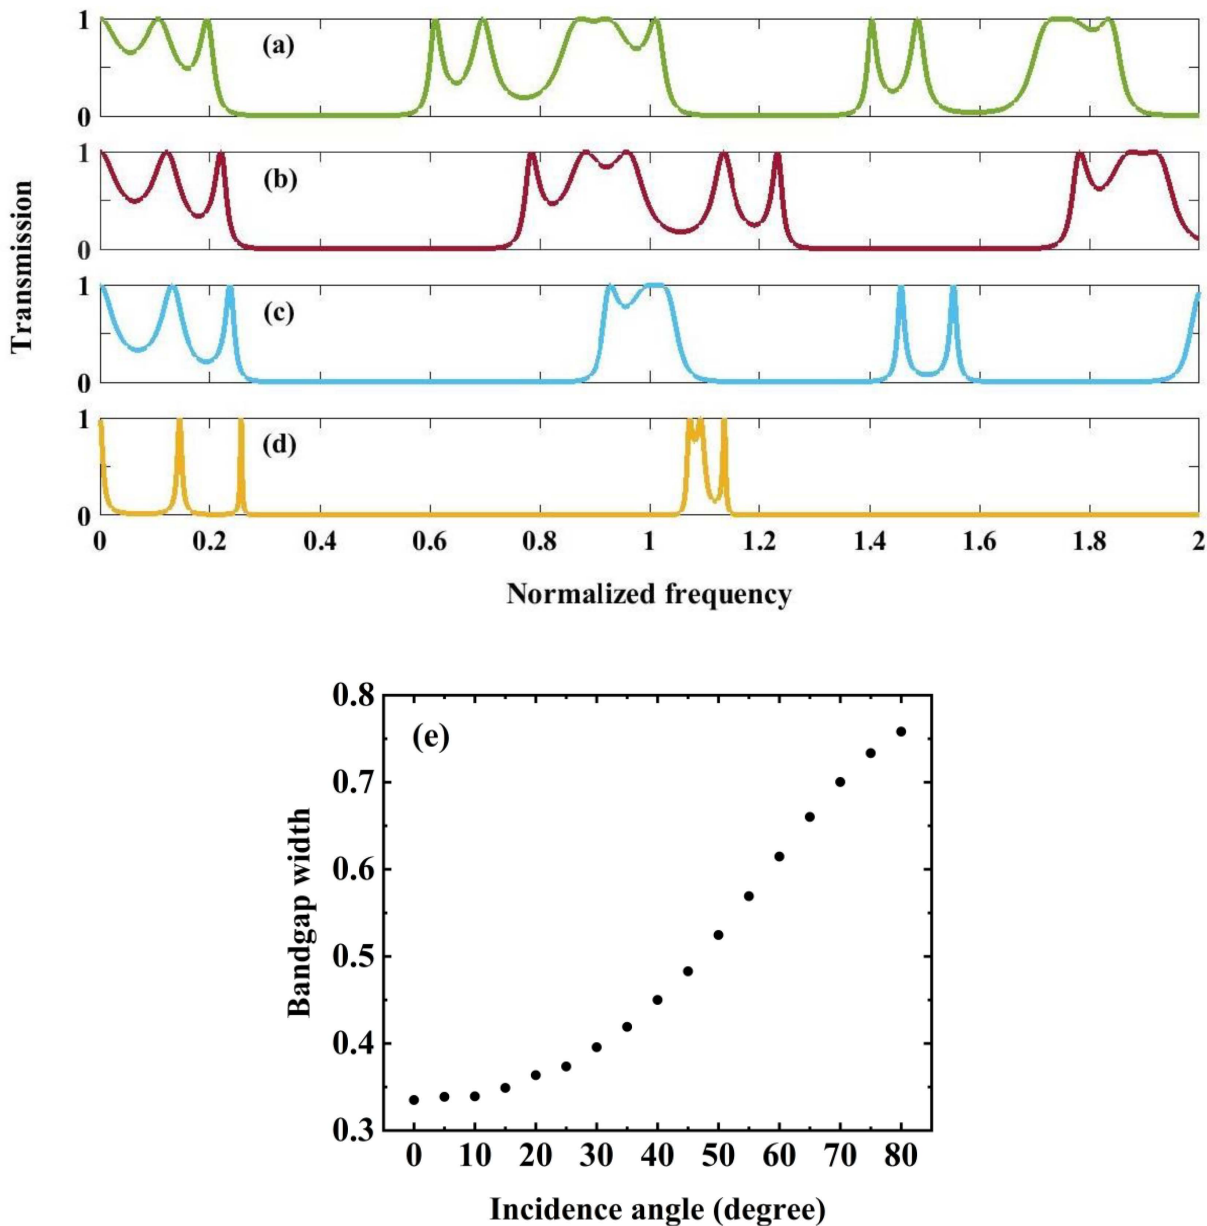 1
(a)
0
1
(b)
0
Transmission
1
(c)
0
1
(d)
0
0 0.2 0.4 0.6 0.8 1 1.2 1.4 1.6 1.8 2
Normalized frequency
0.8
(e)
0.7
0.6
0.5
0.4
0.3
Bandgap width
0 10 20 30 40 50 60 70 80
Incidence angle (degree)